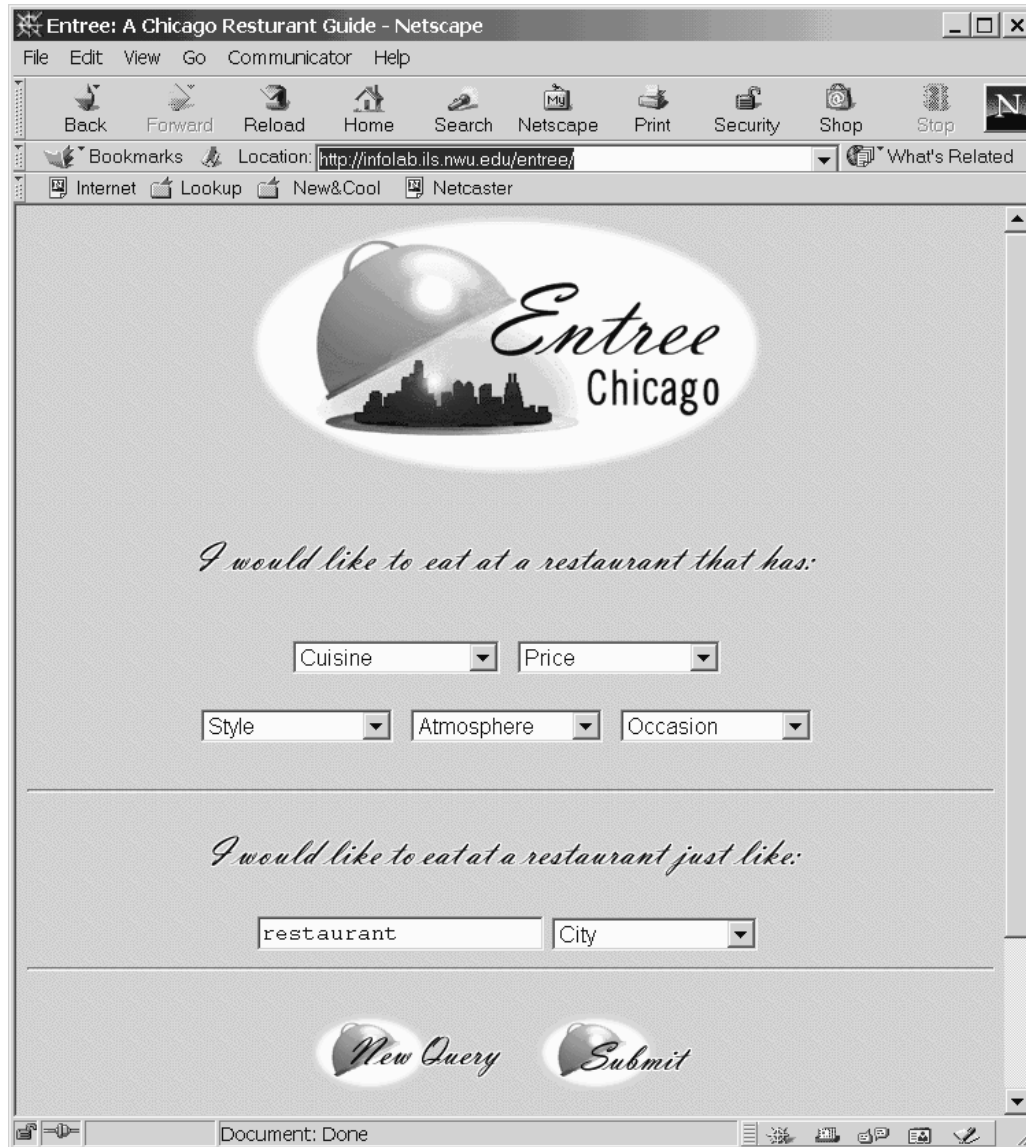 Entree: A Chicago Resturant Guide - Netscape
File Edit View Go Communicator Help
My N
Back Forward Reload Home Search Netscape Print Security Shop Stop
Bookmarks Location: http://infolab.ils.nwu.edu/entree/ What's Related
Internet Lookup New&Cool Netcaster
Entree
Chicago
I would like to eat at a restaurant that has:
Cuisine Price
Style Atmosphere Occasion
I would like to eat at a restaurant just like:
restaurant City
New Query Submit
Document: Done